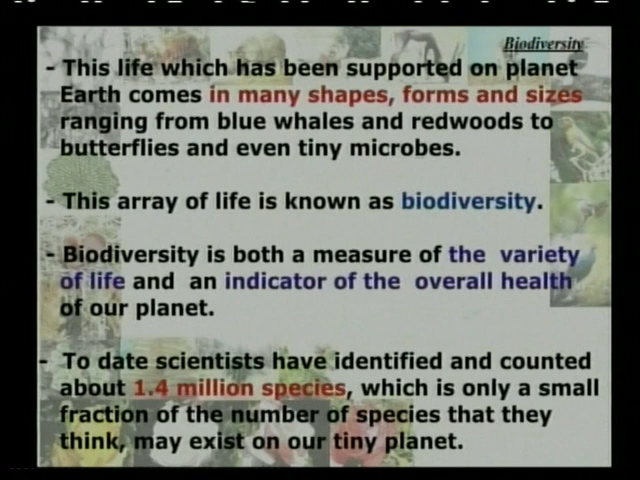 Biodiversity
- This life which has been supported on planet
Earth comes in many shapes, forms and sizes
ranging from blue whales and redwoods to
butterflies and even tiny microbes.
- This array of life is known as biodiversity.
- Biodiversity is both a measure of the variety
of life and an indicator of the overall health
of our planet.
- To date scientists have identified and counted
about 1.4 million species, which is only a small
fraction of the number of species that they
think, may exist on our tiny planet.